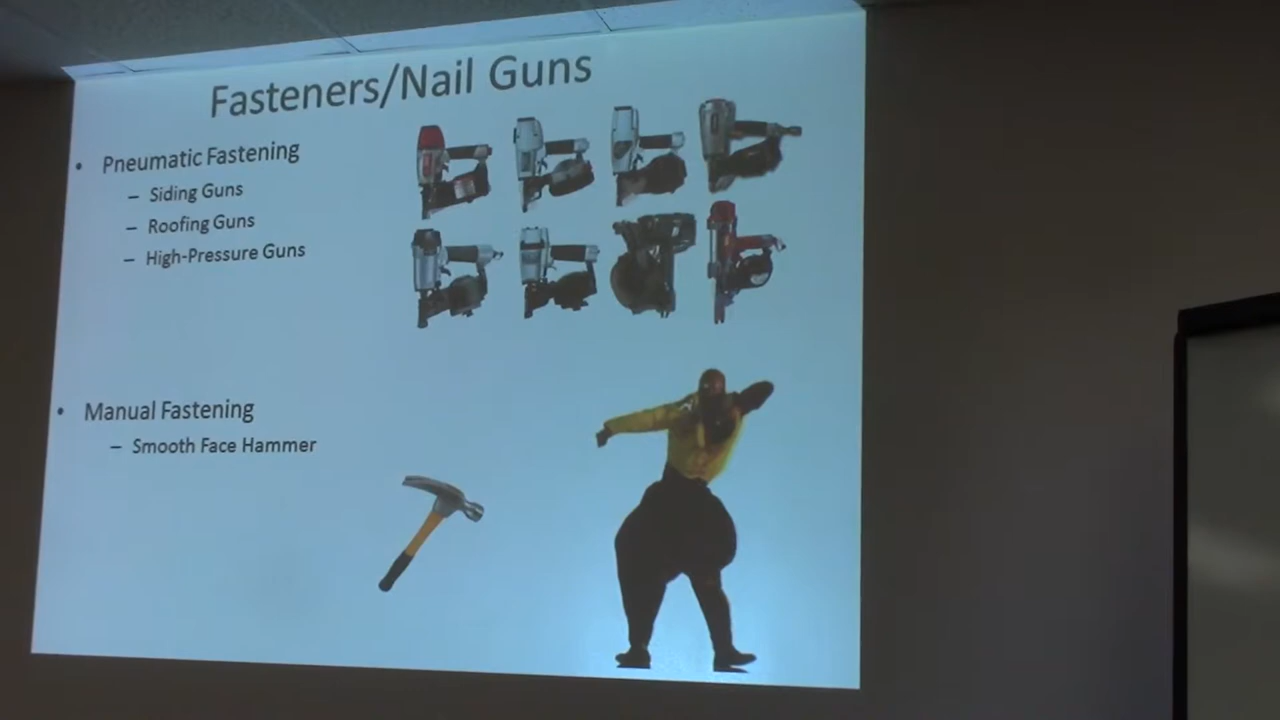 Fasteners/Nail Guns
• Pneumatic Fastening
– Siding Guns
– Roofing Guns
– High-Pressure Guns
• Manual Fastening
– Smooth Face Hammer